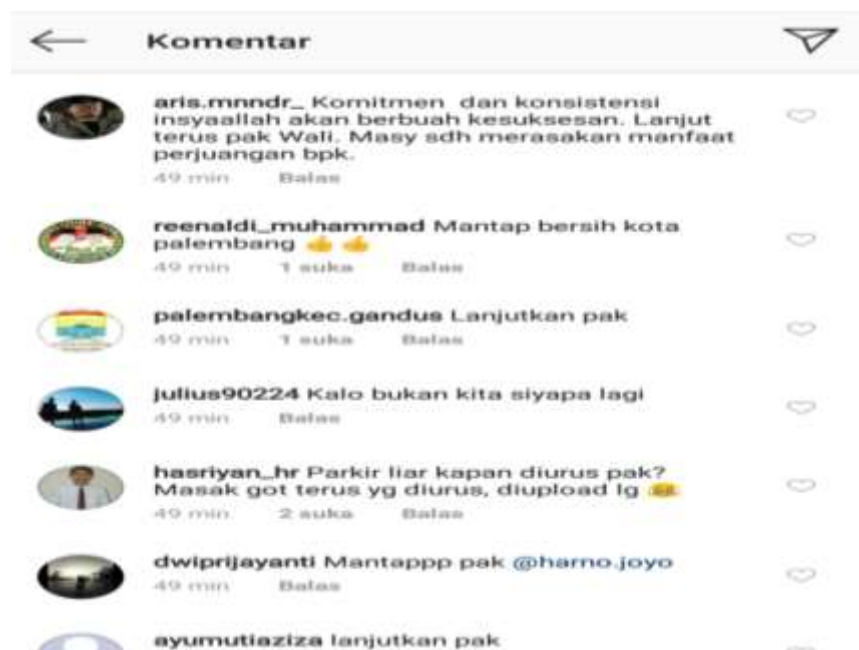 Komentar
aris.mnndr_ Komitmen dan konsistensi
insyaallah akan berbuah kesuksesan. Lanjut
terus pak Wali. Masy sdh merasakan manfaat
perjuangan bpk.
49 min Balas
reenaldi_muhammad Mantap bersih kota
palembang 👍 👍
49 min 1 suka Balas
palembangkec.gandus Lanjutkan pak
49 min 1 suka Balas
julius90224 Kalo bukan kita siyapa lagi
49 min Balas
hasriyan_hr Parkir liar kapan diurus pak?
Masak got terus yg diurus, diupload lg
49 min 2 suka Balas
dwiprijayanti Mantappp pak @harno.joyo
49 min Balas
ayumutiaziza lanjutkan pak